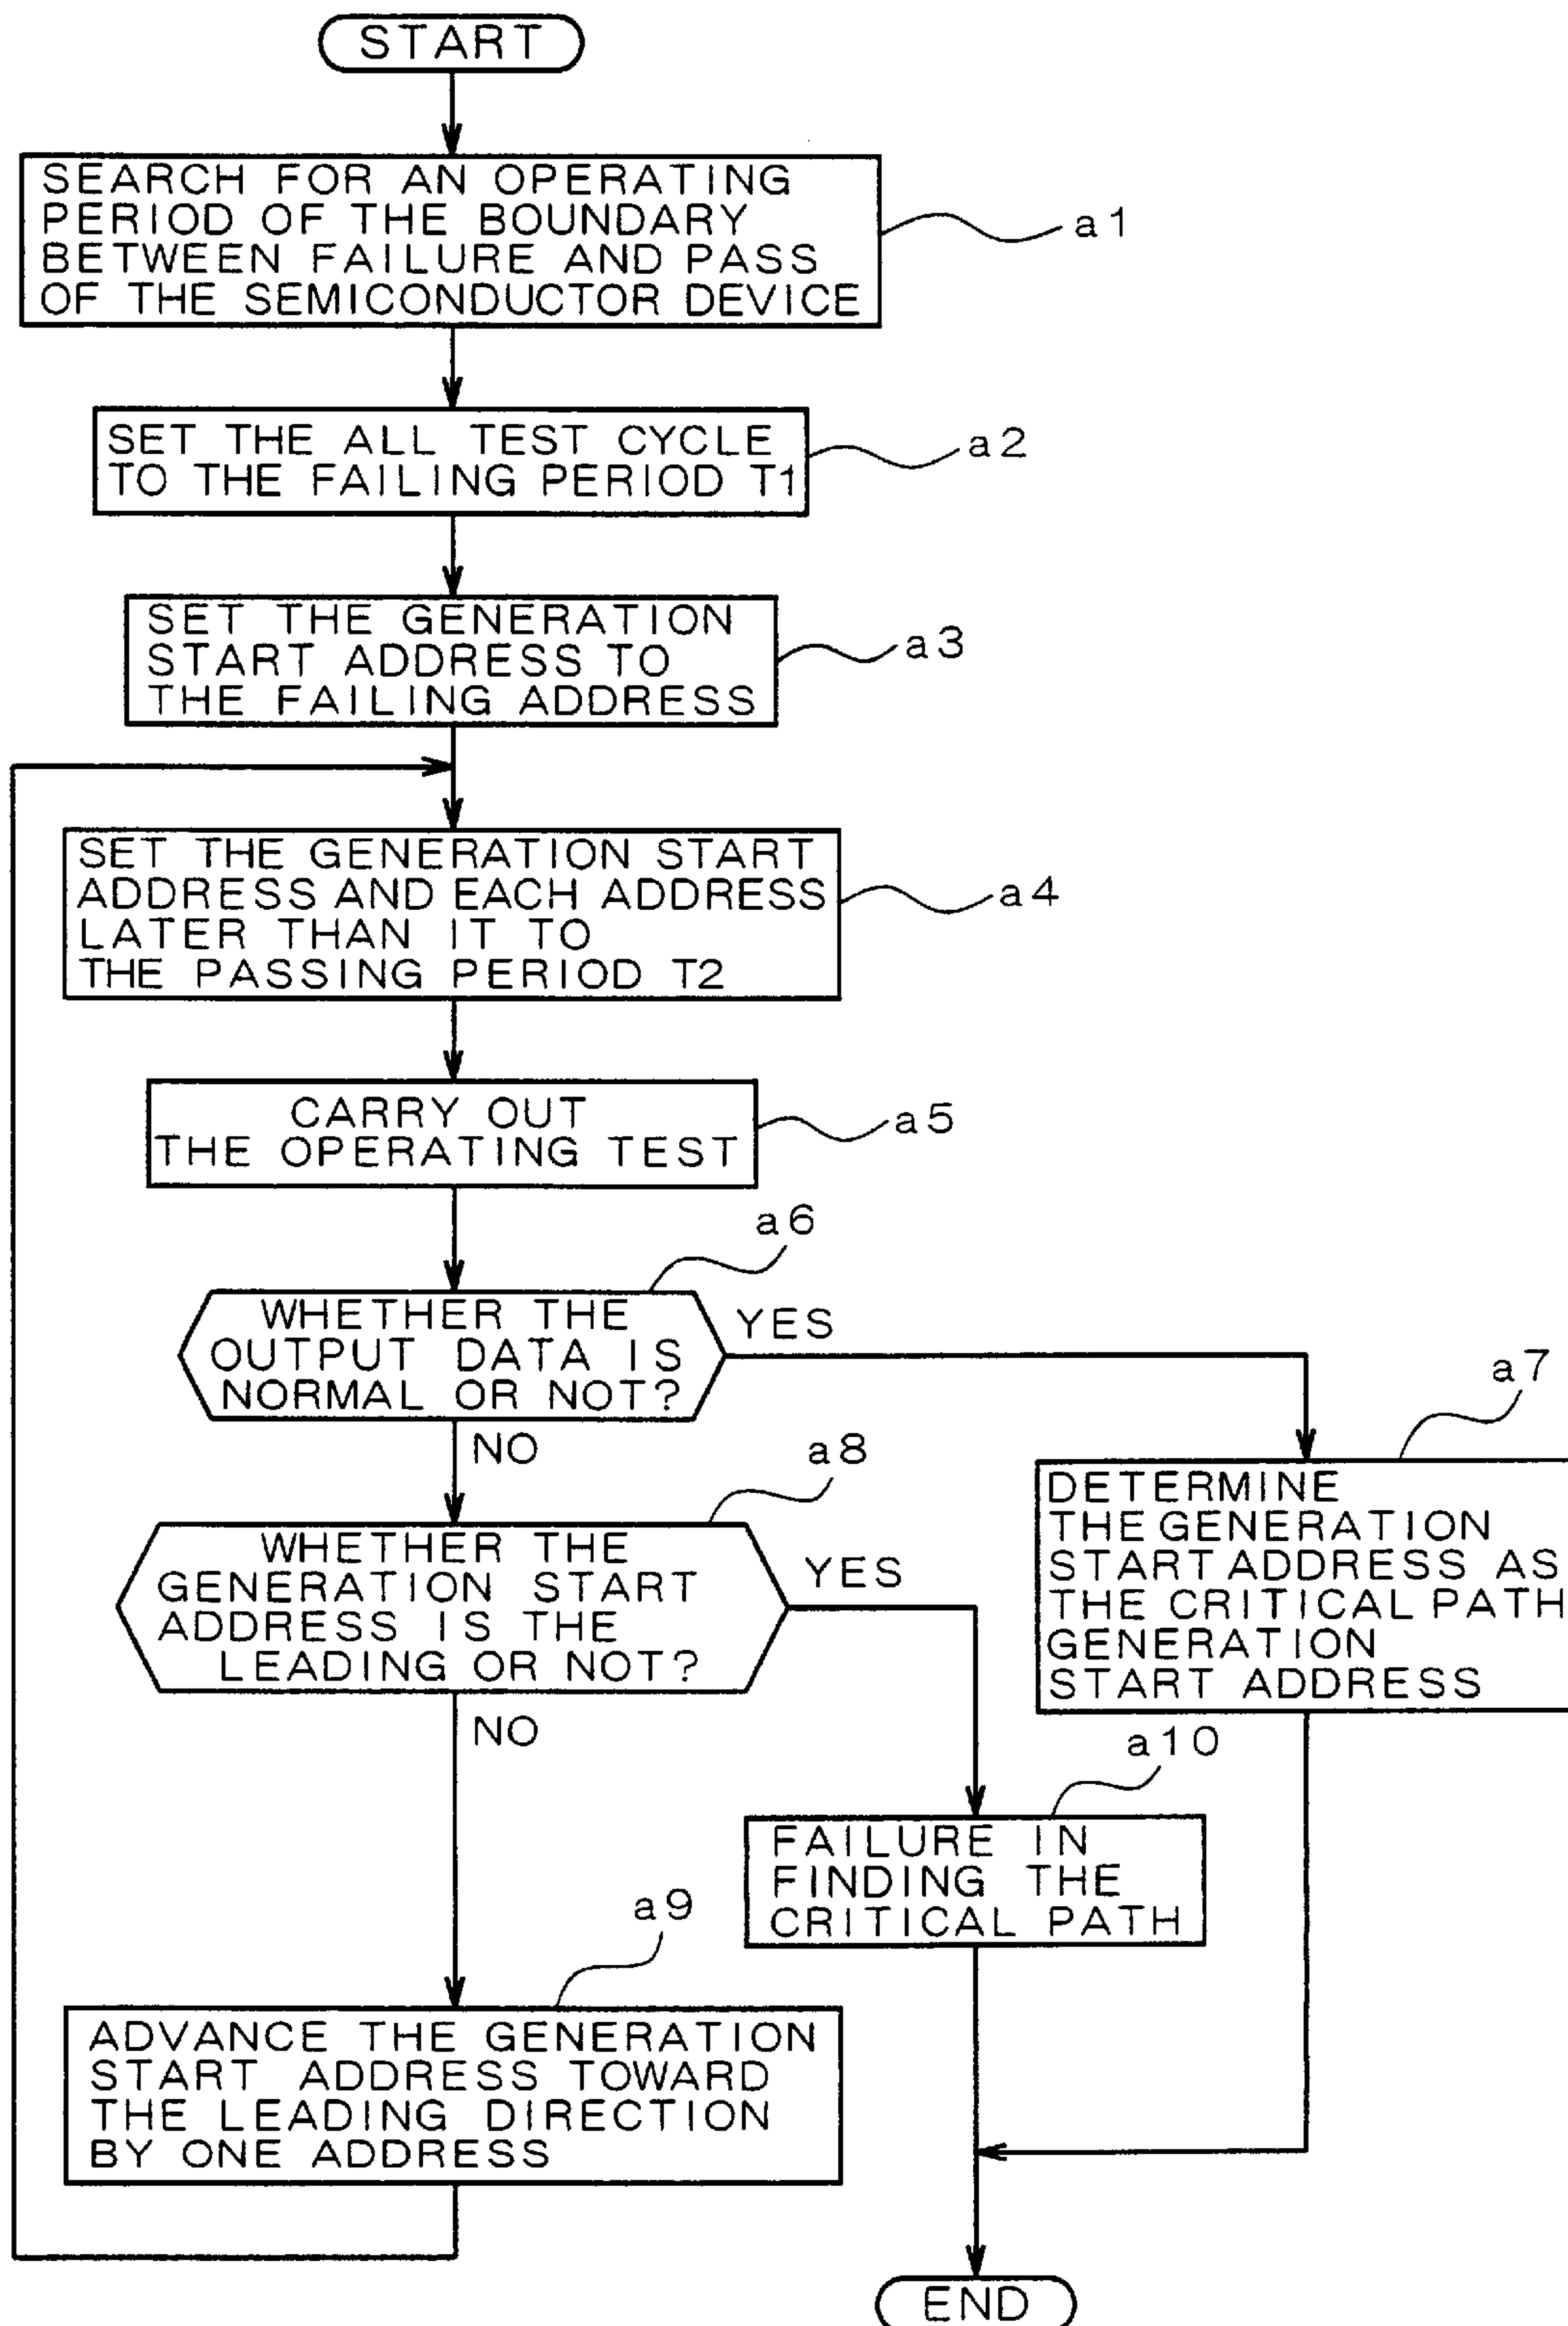 START
SEARCH FOR AN OPERATING
PERIOD OF THE BOUNDARY
BETWEEN FAILURE AND PASS
OF THE SEMICONDUCTOR DEVICE
a1
SET THE ALL TEST CYCLE
TO THE FAILING PERIOD T1
a2
SET THE GENERATION
START ADDRESS TO
THE FAILING ADDRESS
a3
SET THE GENERATION START
ADDRESS AND EACH ADDRESS
LATER THAN IT TO
THE PASSING PERIOD T2
a4
CARRY OUT
THE OPERATING TEST
a5
a6
WHETHER THE
OUTPUT DATA IS
NORMAL OR NOT?
YES
NO
a7
DETERMINE
THE GENERATION
START ADDRESS AS
THE CRITICAL PATH
GENERATION
START ADDRESS
a8
WHETHER THE
GENERATION START
ADDRESS IS THE
LEADING OR NOT?
YES
NO
a10
FAILURE IN
FINDING THE
CRITICAL PATH
a9
ADVANCE THE GENERATION
START ADDRESS TOWARD
THE LEADING DIRECTION
BY ONE ADDRESS
END